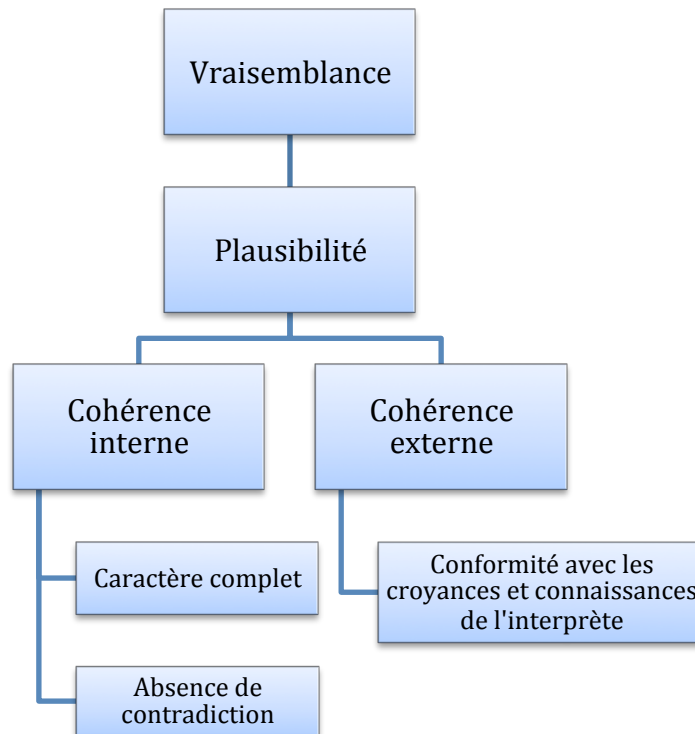 Vraisemblance
Plausibilité
Cohérence
interne
Cohérence
externe
Caractère complet
Absence de
contradiction
Conformité avec les
croyances et connaissances
de l'interprète